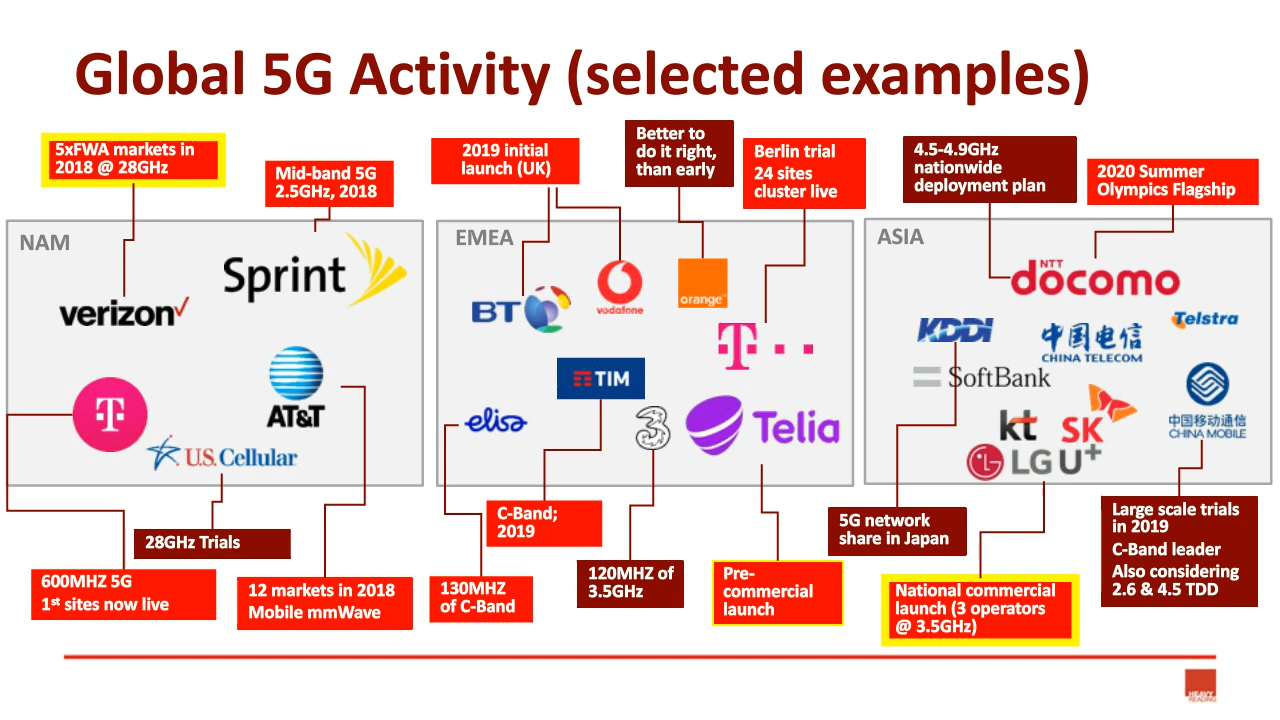 Global 5G Activity (selected examples)
5xFWA markets in
2018 @ 28GHz
Mid-band 5G
2.5GHz, 2018
2019 initial
launch (UK)
Better to
do it right,
than early
Berlin trial
24 sites
cluster live
4.5-4.9GHz
nationwide
deployment plan
2020 Summer
Olympics Flagship
NAM
Sprint
verizon
AT&T
T
U.S. Cellular
EMEA
BT
vodafone
orange™
T
TIM
elisa
3
Telia
ASIA
NTT
docomo
KDDI
中国电信
CHINA TELECOM
Telstra
SoftBank
kt
SK
LG U+
中国移动通信
CHINA MOBILE
28GHz Trials
600MHZ 5G
1st sites now live
12 markets in 2018
Mobile mmWave
C-Band;
2019
130MHZ
of C-Band
120MHZ of
3.5GHz
Pre-
commercial
launch
5G network
share in Japan
National commercial
launch (3 operators
@ 3.5GHz)
Large scale trials
in 2019
C-Band leader
Also considering
2.6 & 4.5 TDD
HEAVY
READING